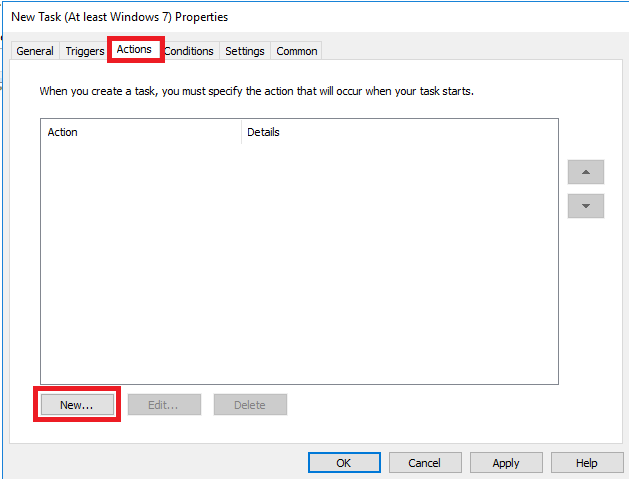 New Task (At least Windows 7) Properties
General Triggers Actions Conditions Settings Common
When you create a task, you must specify the action that will occur when your task starts.
Action Details
New... Edit... Delete
OK Cancel Apply Help